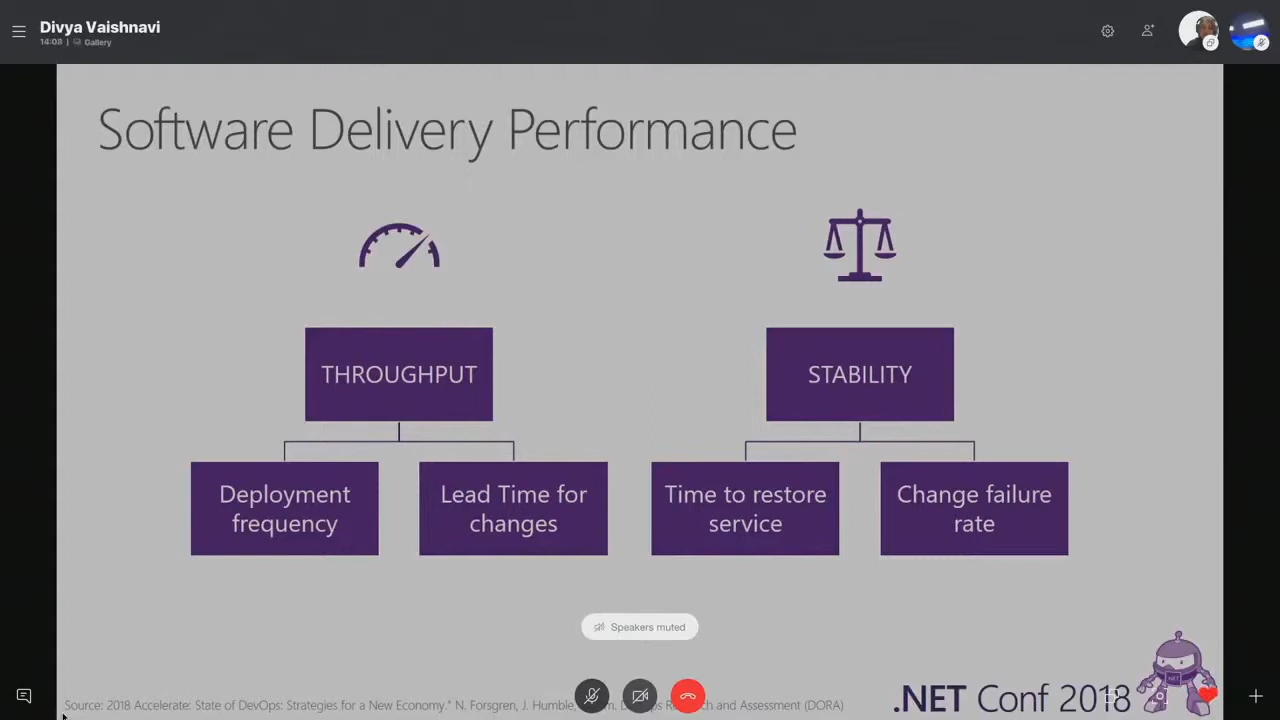 Divya Vaishnavi
14:08 | Gallery
Software Delivery Performance
THROUGHPUT
STABILITY
Deployment
frequency
Lead Time for
changes
Time to restore
service
Change failure
rate
Speakers muted
Source: 2018 Accelerate: State of DevOps: Strategies for a New Economy." N. Forsgren, J. Humble, and Assessment (DORA)
.NET Conf 2018
.NET